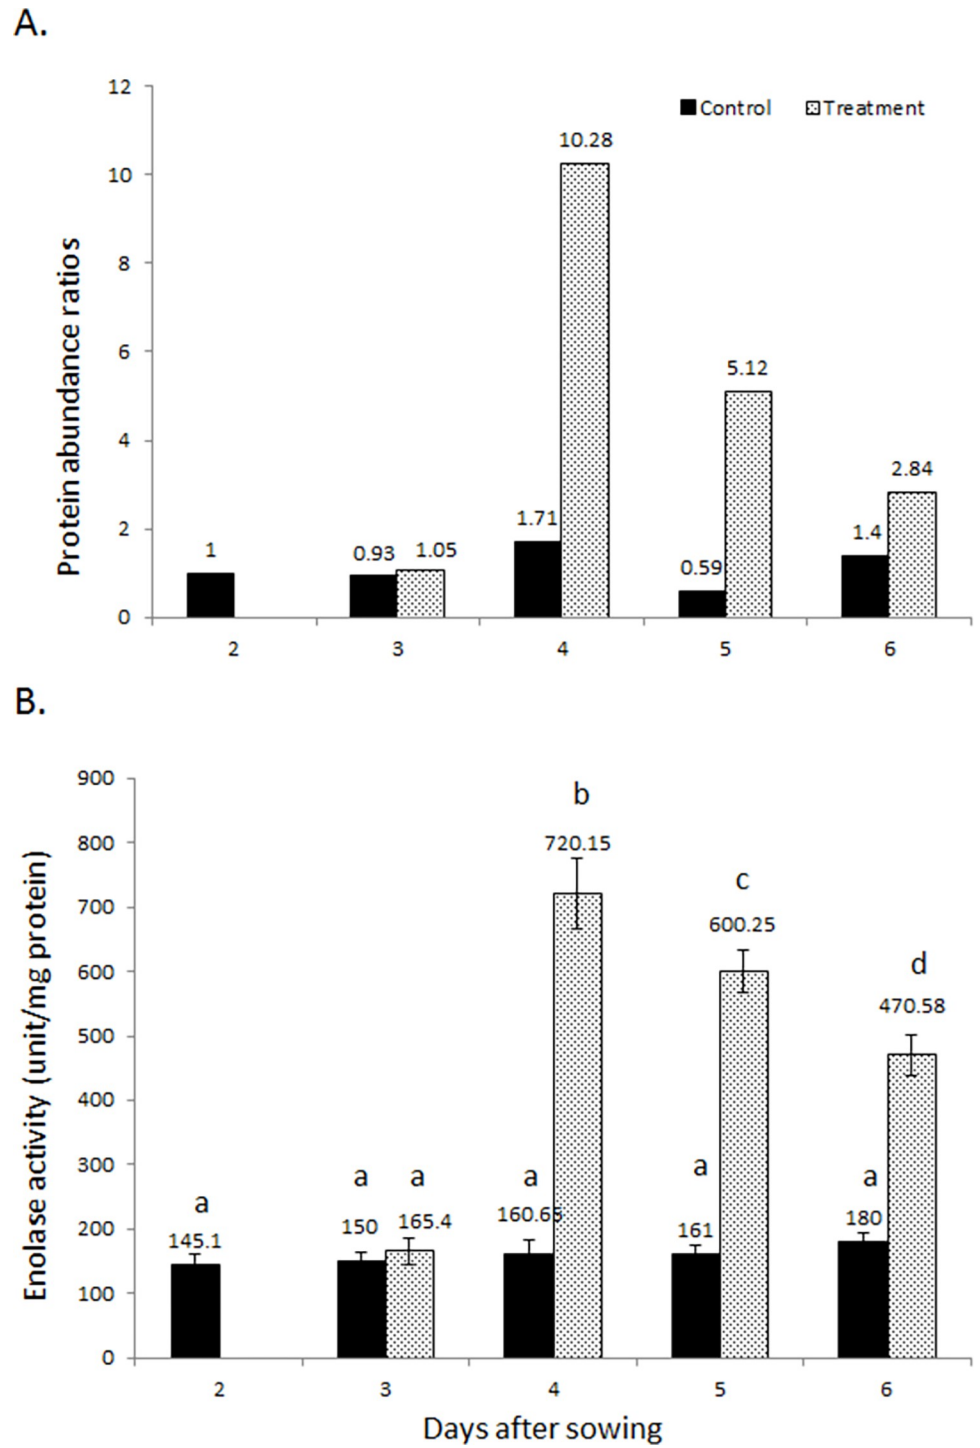 A.
Protein abundance ratios
12
10
8
6
4
2
0
Control Treatment
1
0.93 1.05
1.71 10.28
0.59 5.12
1.4 2.84
2 3 4 5 6
B.
Enolase activity (unit/mg protein)
900
800
700
600
500
400
300
200
100
0
a
145.1
a a
150 165.4
a b
160.65 720.15
a c
161 600.25
a d
180 470.58
2 3 4 5 6
Days after sowing